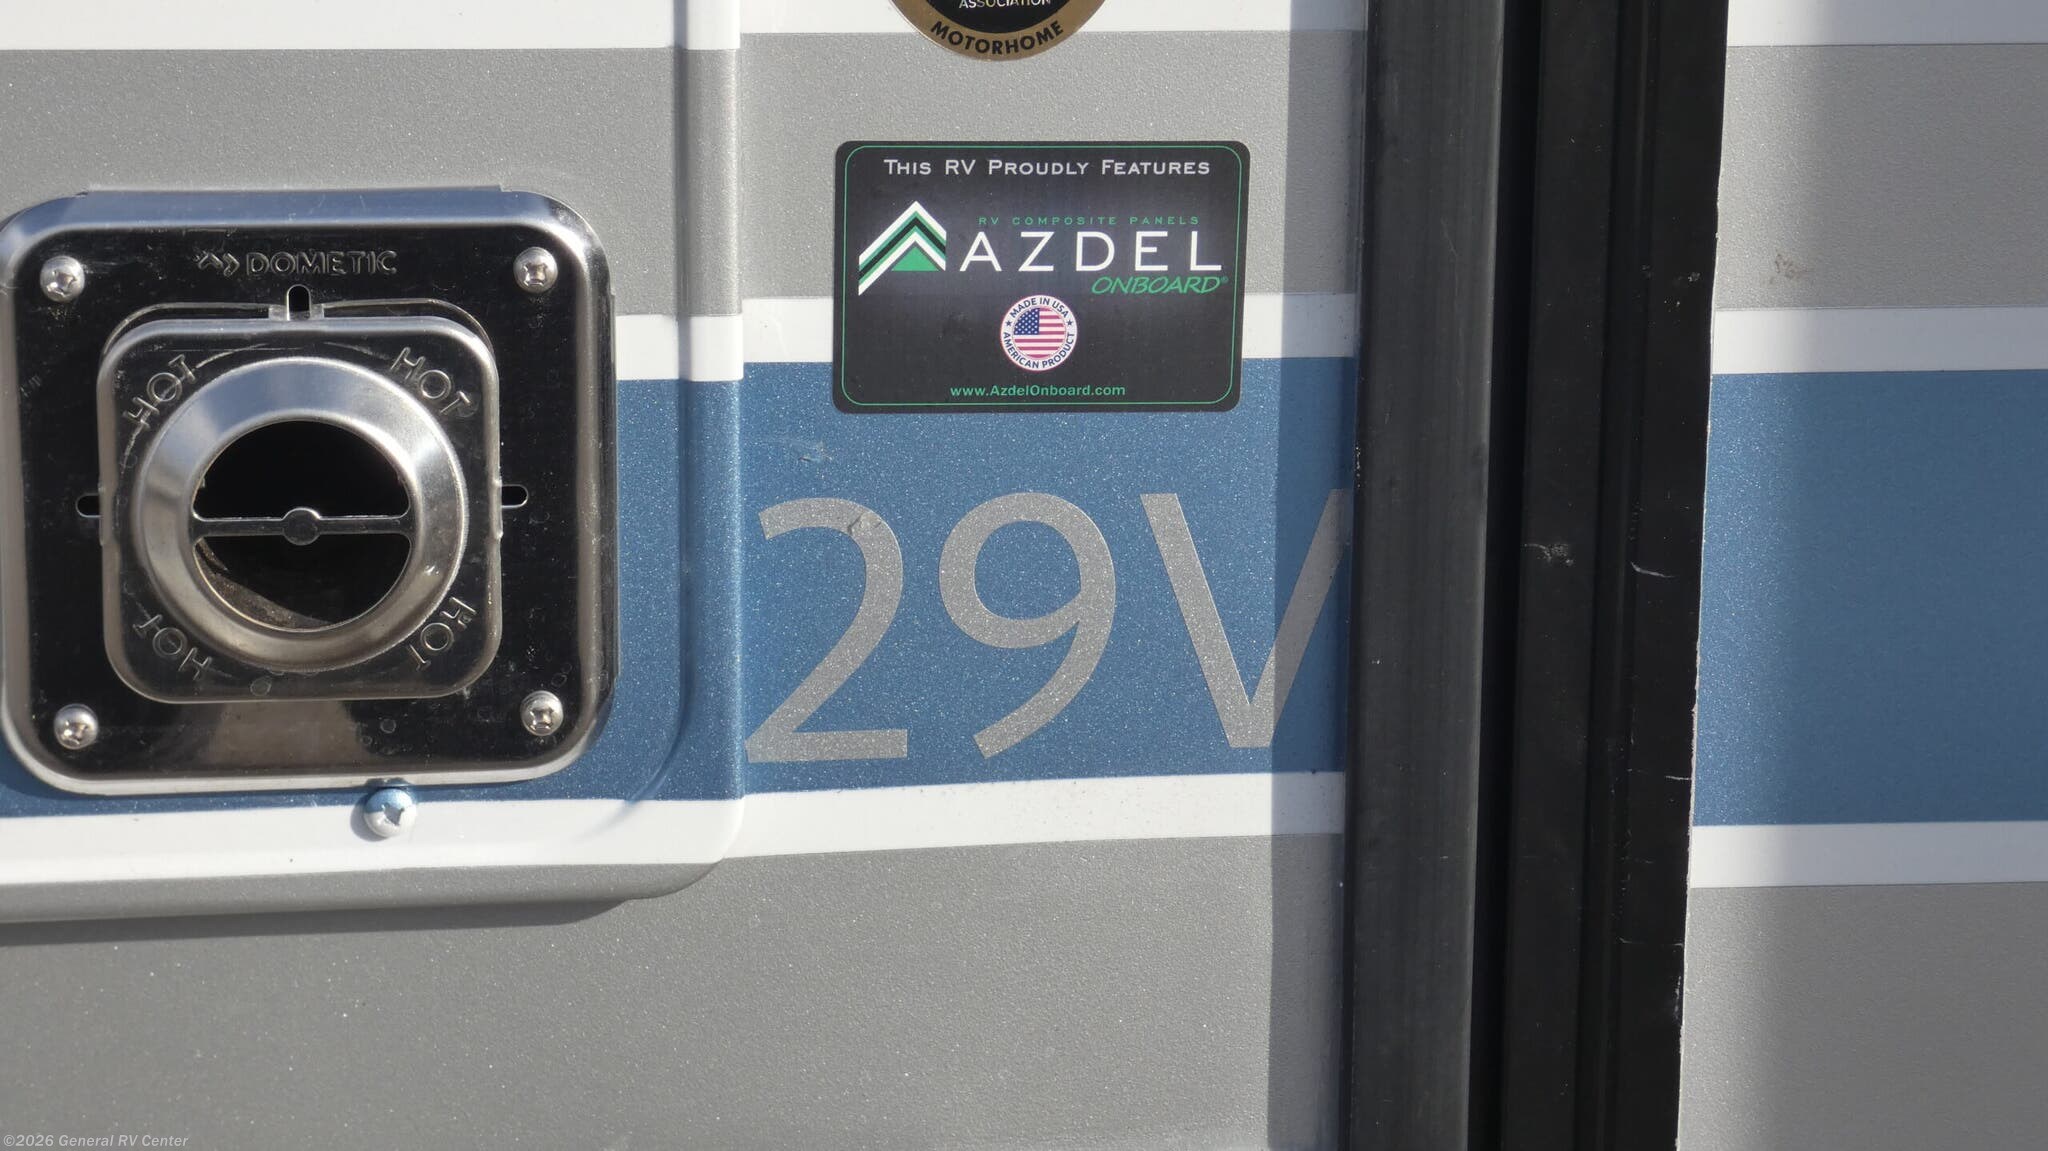 ASSOCIATION
MOTORHOME
THIS RV PROUDLY FEATURES
RV COMPOSITE PANELS
AZDEL
ONBOARD®
MADE IN USA
AMERICAN PRODUCT
www.AzdelOnboard.com
DOMETIC
HOT
HOT
HOT
HOT
29V
©2026 General RV Center